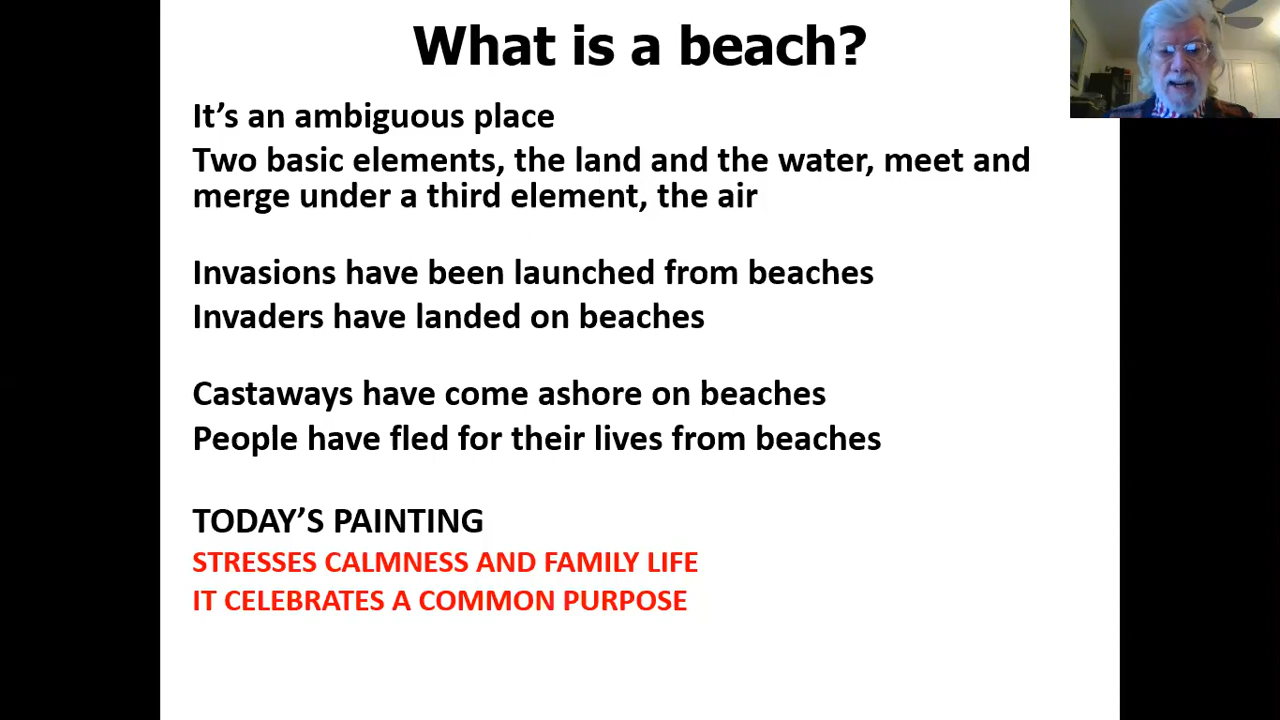 What is a beach?
It’s an ambiguous place
Two basic elements, the land and the water, meet and
merge under a third element, the air
Invasions have been launched from beaches
Invaders have landed on beaches
Castaways have come ashore on beaches
People have fled for their lives from beaches
TODAY’S PAINTING
STRESSES CALMNESS AND FAMILY LIFE
IT CELEBRATES A COMMON PURPOSE